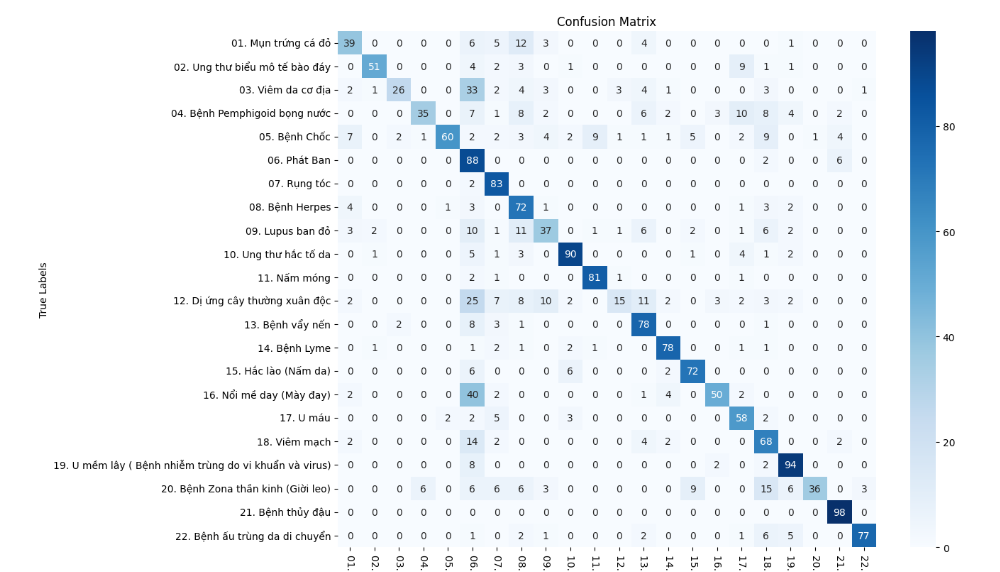 Confusion Matrix
01. Mụn trứng cá đỏ 39 0 0 0 0 6 5 12 3 0 0 0 4 0 0 0 0 0 1 0 0 0
02. Ung thư biểu mô tế bào đáy 0 51 0 0 0 4 2 3 0 1 0 0 0 0 0 0 9 1 1 0 0 0
03. Viêm da cơ địa 2 1 26 0 0 33 2 4 3 0 0 3 4 1 0 0 0 3 0 0 0 1
04. Bệnh Pemphigoid bọng nước 0 0 0 35 0 7 1 8 2 0 0 0 6 2 0 3 10 8 4 0 2 0
05. Bệnh Chốc 7 0 2 1 60 2 2 3 4 2 9 1 1 1 5 0 2 9 0 1 4 0
06. Phát Ban 0 0 0 0 0 88 0 0 0 0 0 0 0 0 0 0 0 2 0 0 6 0
07. Rụng tóc 0 0 0 0 0 2 83 0 0 0 0 0 0 0 0 0 0 0 0 0 0 0
08. Bệnh Herpes 4 0 0 0 1 3 0 72 1 0 0 0 0 0 0 0 1 3 2 0 0 0
09. Lupus ban đỏ 3 2 0 0 0 10 1 11 37 0 1 1 6 0 2 0 1 6 2 0 0 0
10. Ung thư hắc tố da 0 1 0 0 0 5 1 3 0 90 0 0 0 0 1 0 4 1 2 0 0 0
11. Nấm móng 0 0 0 0 0 2 1 0 0 0 81 1 0 0 0 0 1 0 0 0 0 0
12. Dị ứng cây thường xuân độc 2 0 0 0 0 25 7 8 10 2 0 15 11 2 0 3 2 3 2 0 0 0
13. Bệnh vẩy nến 0 0 2 0 0 8 3 1 0 0 0 0 78 0 0 0 0 1 0 0 0 0
14. Bệnh Lyme 0 1 0 0 0 1 2 1 0 2 1 0 0 78 0 0 1 1 0 0 0 0
15. Hắc lào (Nấm da) 0 0 0 0 0 6 0 0 0 6 0 0 0 2 72 0 0 0 0 0 0 0
16. Nổi mề day (Mày đay) 2 0 0 0 0 40 2 0 0 0 0 0 1 4 0 50 2 0 0 0 0 0
17. U máu 0 0 0 0 2 2 5 0 0 3 0 0 0 0 0 0 58 2 0 0 0 0
18. Viêm mạch 2 0 0 0 0 14 2 0 0 0 0 0 4 2 0 0 0 68 0 0 2 0
19. U mềm lây ( Bệnh nhiễm trùng do vi khuẩn và virus) 0 0 0 0 0 8 0 0 0 0 0 0 0 0 0 2 0 2 94 0 0 0
20. Bệnh Zona thần kinh (Giời leo) 0 0 0 6 0 6 6 6 3 0 0 0 0 0 9 0 0 15 6 36 0 3
21. Bệnh thủy đậu 0 0 0 0 0 0 0 0 0 0 0 0 0 0 0 0 0 0 0 0 98 0
22. Bệnh ấu trùng da di chuyển 0 0 0 0 0 1 0 2 1 0 0 0 2 0 0 0 1 6 5 0 0 77
01. 02. 03. 04. 05. 06. 07. 08. 09. 10. 11. 12. 13. 14. 15. 16. 17. 18. 19. 20. 21. 22.
True Labels
80
60
40
20
0